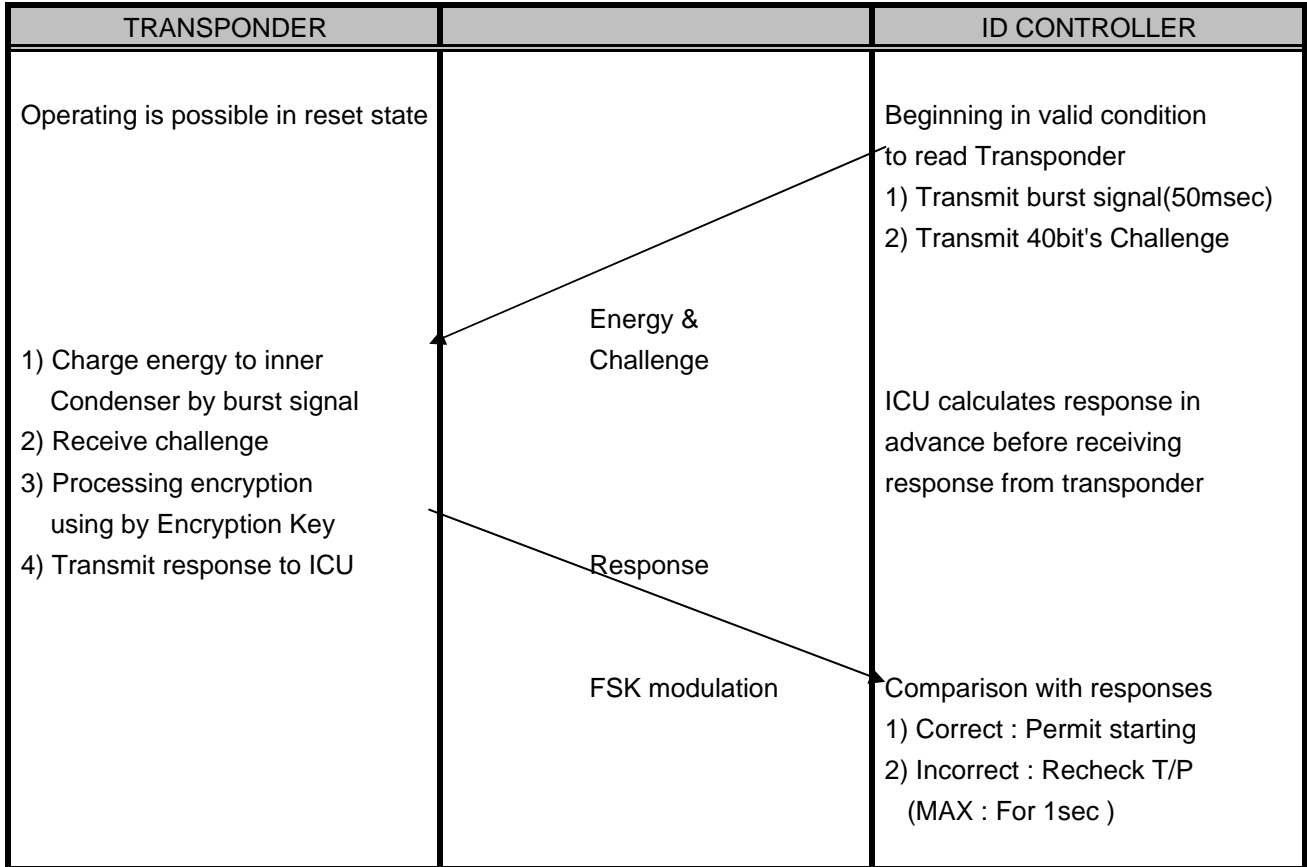 TRANSPONDER
ID CONTROLLER
Operating is possible in reset state
Beginning in valid condition
to read Transponder
1) Transmit burst signal(50msec)
2) Transmit 40bit's Challenge
Energy &
Challenge
1) Charge energy to inner
Condenser by burst signal
2) Receive challenge
3) Processing encryption
using by Encryption Key
4) Transmit response to ICU
ICU calculates response in
advance before receiving
response from transponder
Response
FSK modulation
Comparison with responses
1) Correct : Permit starting
2) Incorrect : Recheck T/P
(MAX : For 1sec )